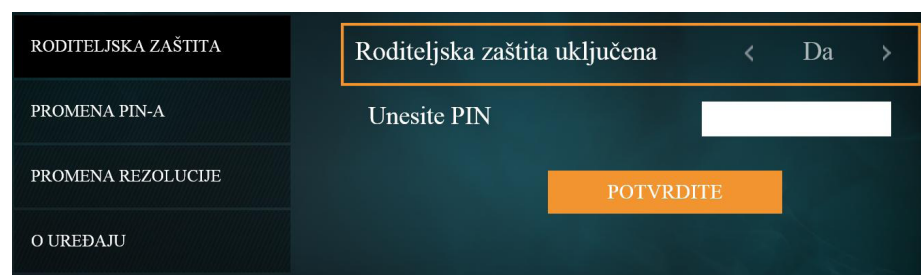 RODITELJSKA ZAŠTITA
PROMENA PIN-A
PROMENA REZOLUCIJE
O UREĐAJU
Roditeljska zaštita uključena < Da >
Unesite PIN
POTVRDITE